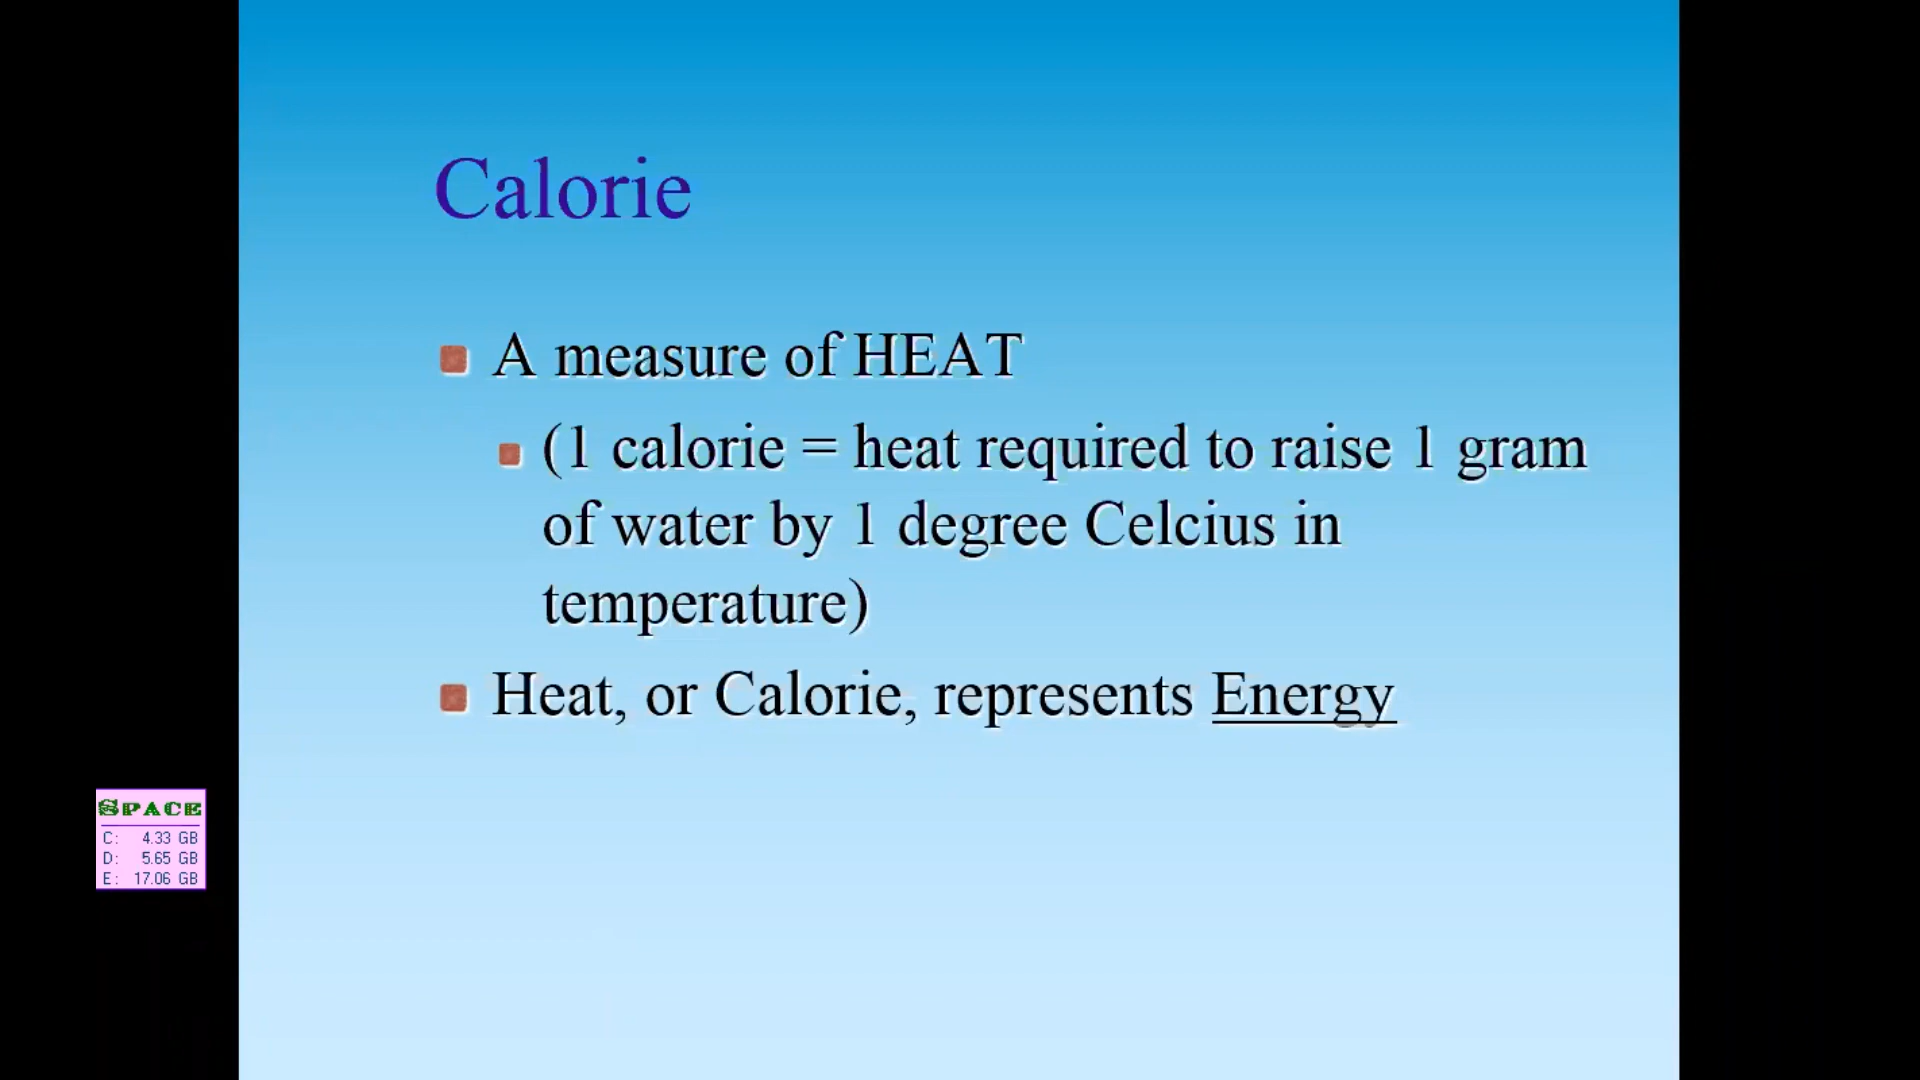 Calorie
A measure of HEAT
(1 calorie = heat required to raise 1 gram
of water by 1 degree Celcius in
temperature)
Heat, or Calorie, represents Energy
SPACE
C: 4.33 GB
D: 5.65 GB
E: 17.06 GB